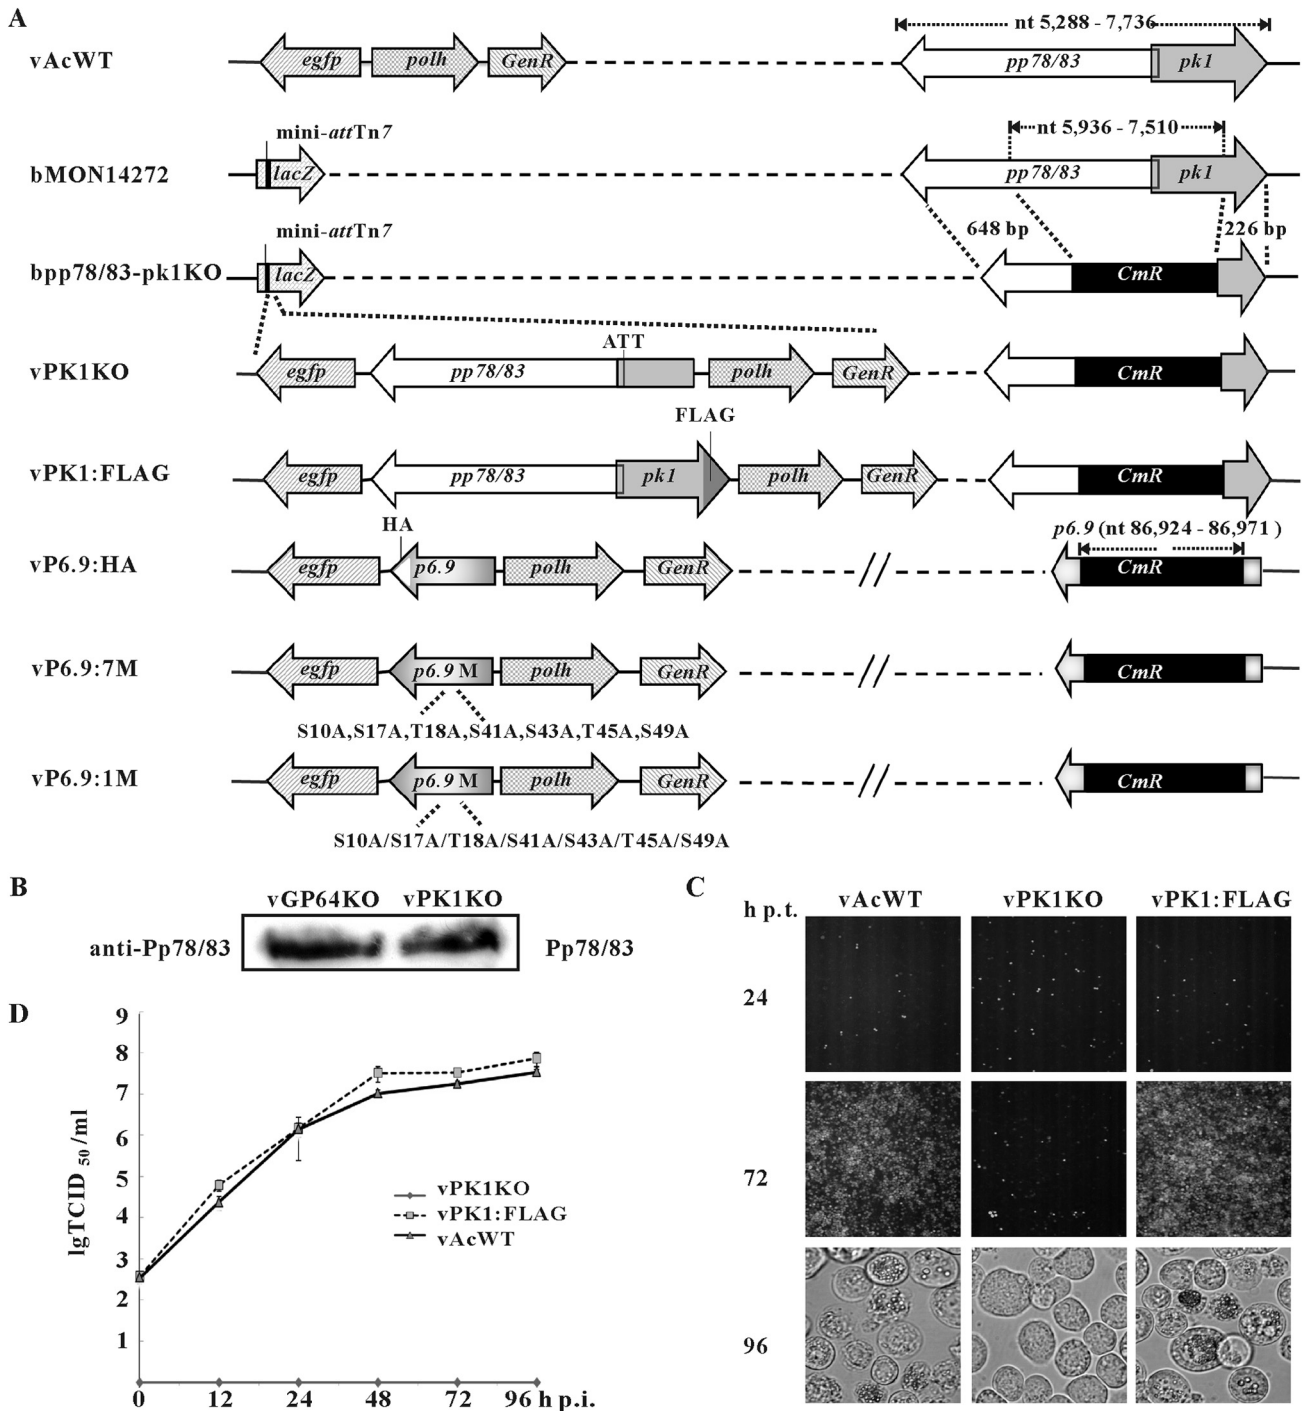 A
nt 5,288 - 7,736
vAcWT
egfp polh GenR pp78/83 pk1
mini-attTn7
nt 5,936 - 7,510
bMON14272
lacZ pp78/83 pk1
mini-attTn7
648 bp 226 bp
bpp78/83-pk1KO
lacZ CmR
ATT
vPK1KO
egfp pp78/83 polh GenR CmR
FLAG
vPK1:FLAG
egfp pp78/83 pk1 polh GenR CmR
HA
p6.9 (nt 86,924 - 86,971 )
vP6.9:HA
egfp p6.9 polh GenR CmR
vP6.9:7M
egfp p6.9 M polh GenR CmR
S10A,S17A,T18A,S41A,S43A,T45A,S49A
vP6.9:1M
egfp p6.9 M polh GenR CmR
S10A/S17A/T18A/S41A/S43A/T45A/S49A
B
vGP64KO vPK1KO
anti-Pp78/83 Pp78/83
C
h p.t.
vAcWT vPK1KO vPK1:FLAG
24
72
96
D
lgTCID 50 /ml
9
8
7
6
5
4
3
2
1
vPK1KO
vPK1:FLAG
vAcWT
0 12 24 48 72 96 h p.i.